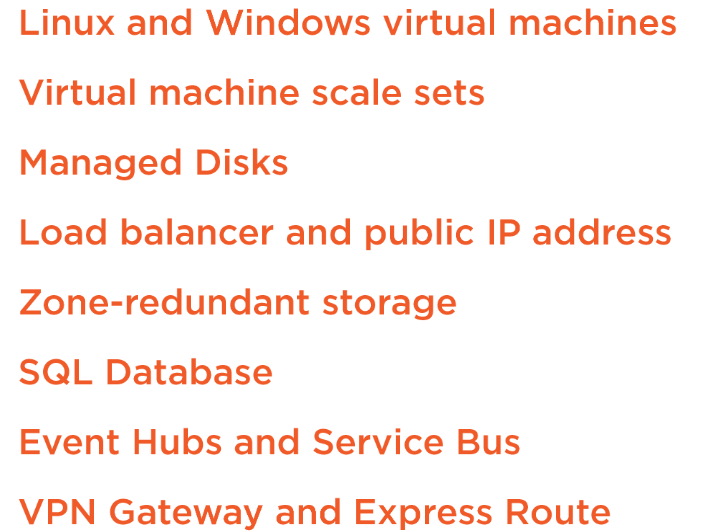 Linux and Windows virtual machines
Virtual machine scale sets
Managed Disks
Load balancer and public IP address
Zone-redundant storage
SQL Database
Event Hubs and Service Bus
VPN Gateway and Express Route